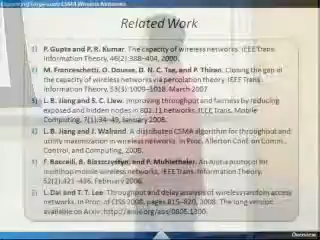 CSMA Wireless Networks
Related Work
1) P. Gupta and P. R. Kumar. The capacity of wireless networks. IEEE Trans.
Information Theory, 46(2):388–404, 2000.
2) M. Franceschetti, O. Dousse, D. N. C. Tse, and P. Thiran. Closing the gap in
the capacity of wireless networks via percolation theory. IEEE Trans.
Information Theory, 53(3):1009–1018, March 2007.
3) L. B. Jiang and S. C. Liew. Improving throughput and fairness by reducing
exposed and hidden nodes in 802.11 networks. IEEE Trans. Mobile
Computing, 7(1):34–49, January 2008.
4) L. B. Jiang and J. Walrand. A distributed CSMA algorithm for throughput and
utility maximization in wireless networks. In Proc. Allerton Conf. on Comm.,
Control, and Computing, 2008.
5) F. Baccelli, B. Blaszczyszyn, and P. Muhlethaler. An Aloha protocol for
multihop mobile wireless networks. IEEE Trans. Information Theory,
52(2):421–436, February 2006.
6) L. Dai and T. T. Lee. Throughput and delay analysis of wireless random access
networks. In Proc. of CISS 2008, pages 815–820, 2008. The long version
available on Arxiv:
Overview